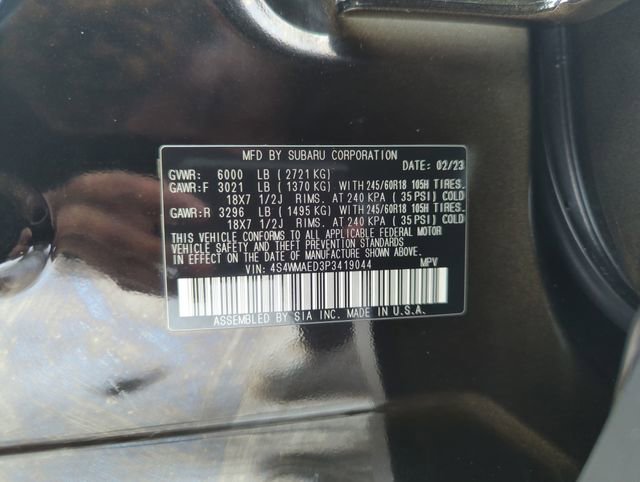 MFD BY SUBARU CORPORATION DATE: 02/23
GVWR: 6000 LB ( 2721 KG)
GAWR:F 3021 LB ( 1370 KG) WITH 245/60R18 105H TIRES.
18X7 1/2J RIMS. AT 240 KPA ( 35 PSI) COLD
GAWR:R 3296 LB ( 1495 KG) WITH 245/60R18 105H TIRES.
18X7 1/2J RIMS. AT 240 KPA ( 35 PSI) COLD
THIS VEHICLE CONFORMS TO ALL APPLICABLE FEDERAL MOTOR
VEHICLE SAFETY AND THEFT PREVENTION STANDARDS
IN EFFECT ON THE DATE OF MANUFACTURE SHOWN ABOVE.
VIN: 4S4WMAED3P3419044 MPV
ASSEMBLED BY SIA INC. MADE IN U.S.A.